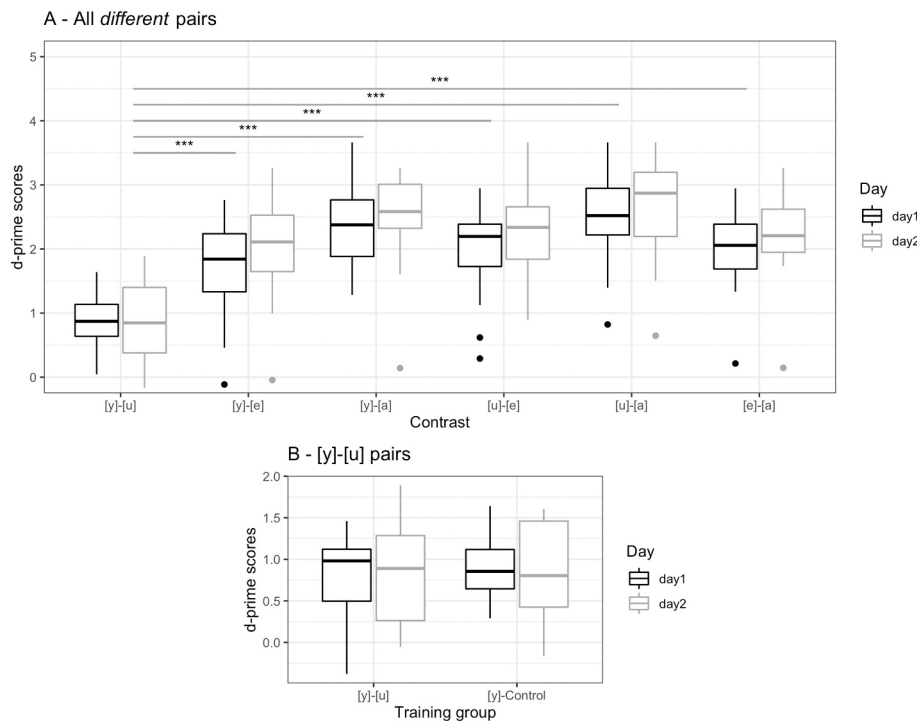 A - All different pairs
5
***
***
4
***
***
***
3
2
1
0
d-prime scores
[y]-[u]
[y]-[e]
[y]-[a]
[u]-[e]
[u]-[a]
[e]-[a]
Contrast
Day
day1
day2
B - [y]-[u] pairs
2.0
1.5
1.0
0.5
0.0
d-prime scores
[y]-[u]
[y]-Control
Training group
Day
day1
day2